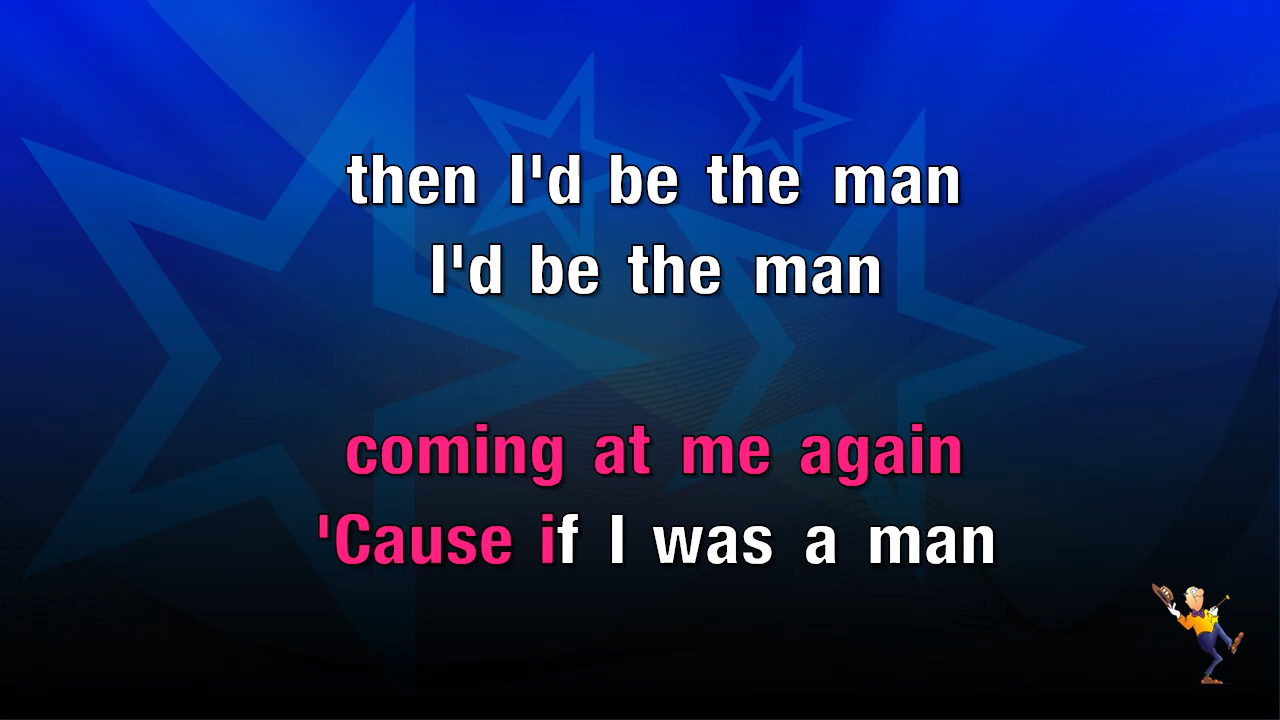 then I'd be the man
I'd be the man
coming at me again
'Cause if I was a man